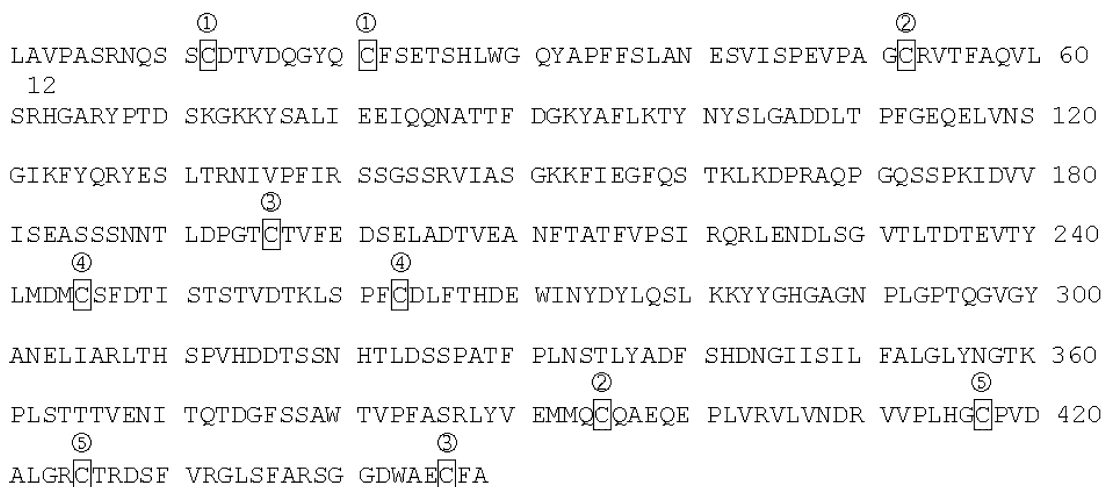 ① ① ②
LAVPASRNQS SCDTVDQGYQ CFSETSHLWG QYAPFFSLAN ESVISPEVPA GCRVTFAQVL 60
12
SRHGARYPTD SKGKKYSALI EEIQQNATTF DGKYAFLKTY NYSLGADDLT PFGEQELVNS 120
GIKFYQRYES LTRNIVPFIR SSGSSRVIAS GKKFIEGFQS TKLKDPRAQP GQSSPKIDVV 180
③
ISEASSSNNT LDPGTCTVFE DSELADTVEA NFTATFVPSI RQRLENDLSG VTLTDTEVTY 240
④ ④
LMDMCSFDTI STSTVDTKLS PFCDLFTHDE WINYDYLQSL KKYYGHGAGN PLGPTQGVGY 300
ANELIARLTH SPVHDDTSSN HTLDSSPATF PLNSTLYADF SHDNGIISIL FALGLYNGTK 360
② ⑤
PLSTTTVENI TQTDGFSSAW TVPFASRLYV EMMQCQAEQE PLVRVLVNDR VVPLHGCPVD 420
⑤ ③
ALGRCTRDSF VRGLSFARSG GDWAECFA